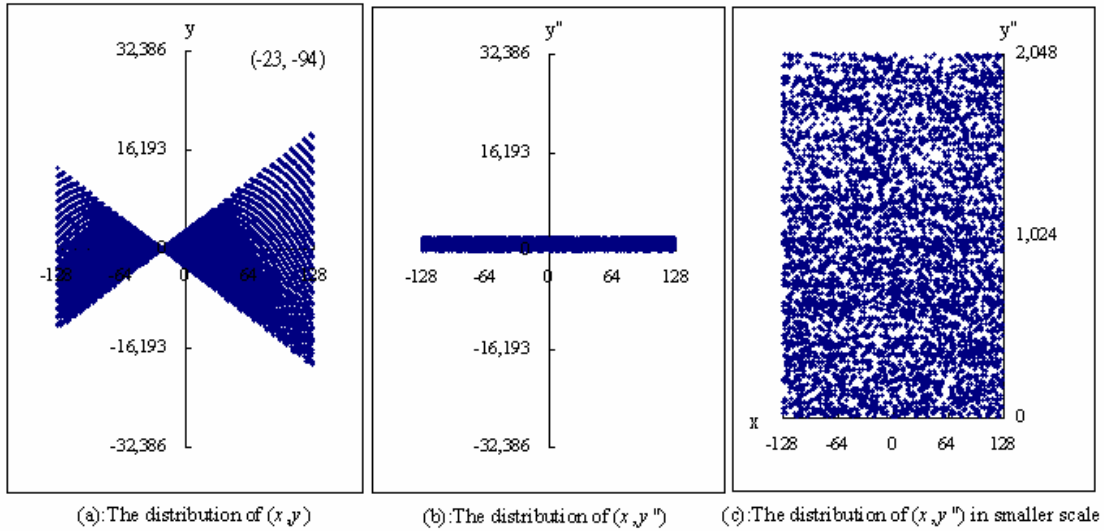 y
32,386
(-23, -94)
16,193
0
-128 -64 0 64 128
-16,193
-32,386
(a):The distribution of (x,y)
y"
32,386
16,193
0
-128 -64 0 64 128
-16,193
-32,386
(b):The distribution of (x,y")
y"
2,048
1,024
0
x
-128 -64 0 64 128
(c):The distribution of (x,y") in smaller scale